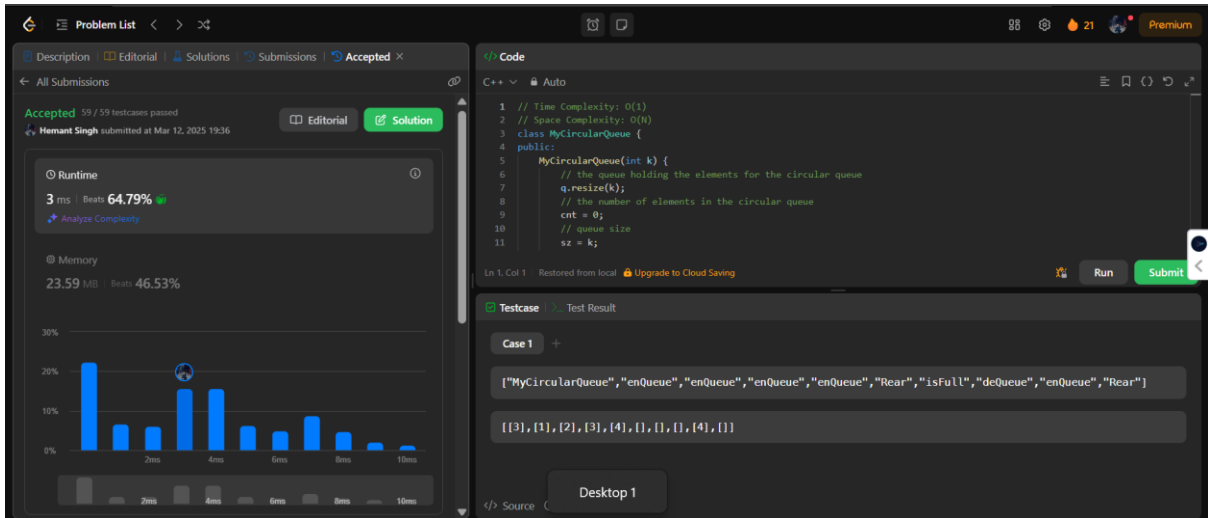 Problem List
21
Premium
Description
Editorial
Solutions
Submissions
Accepted
All Submissions
Accepted 59 / 59 testcases passed
Hemant Singh submitted at Mar 12, 2025 19:36
Editorial
Solution
Runtime
3 ms Beats 64.79%
Analyze Complexity
Memory
23.59 MB Beats 46.53%
30%
20%
10%
0%
2ms 4ms 6ms 8ms 10ms
2ms 4ms 6ms 8ms 10ms
</> Code
C++ Auto
1 // Time Complexity: O(1)
2 // Space Complexity: O(N)
3 class MyCircularQueue {
4 public:
5 MyCircularQueue(int k) {
6 // the queue holding the elements for the circular queue
7 q.resize(k);
8 // the number of elements in the circular queue
9 cnt = 0;
10 // queue size
11 sz = k;
Ln 1, Col 1 Restored from local Upgrade to Cloud Saving
Run
Submit
Testcase
>_ Test Result
Case 1 +
["MyCircularQueue","enQueue","enQueue","enQueue","enQueue","Rear","isFull","deQueue","enQueue","Rear"]
[[3],[1],[2],[3],[4],[],[],[],[4],[]]
</> Source
Desktop 1